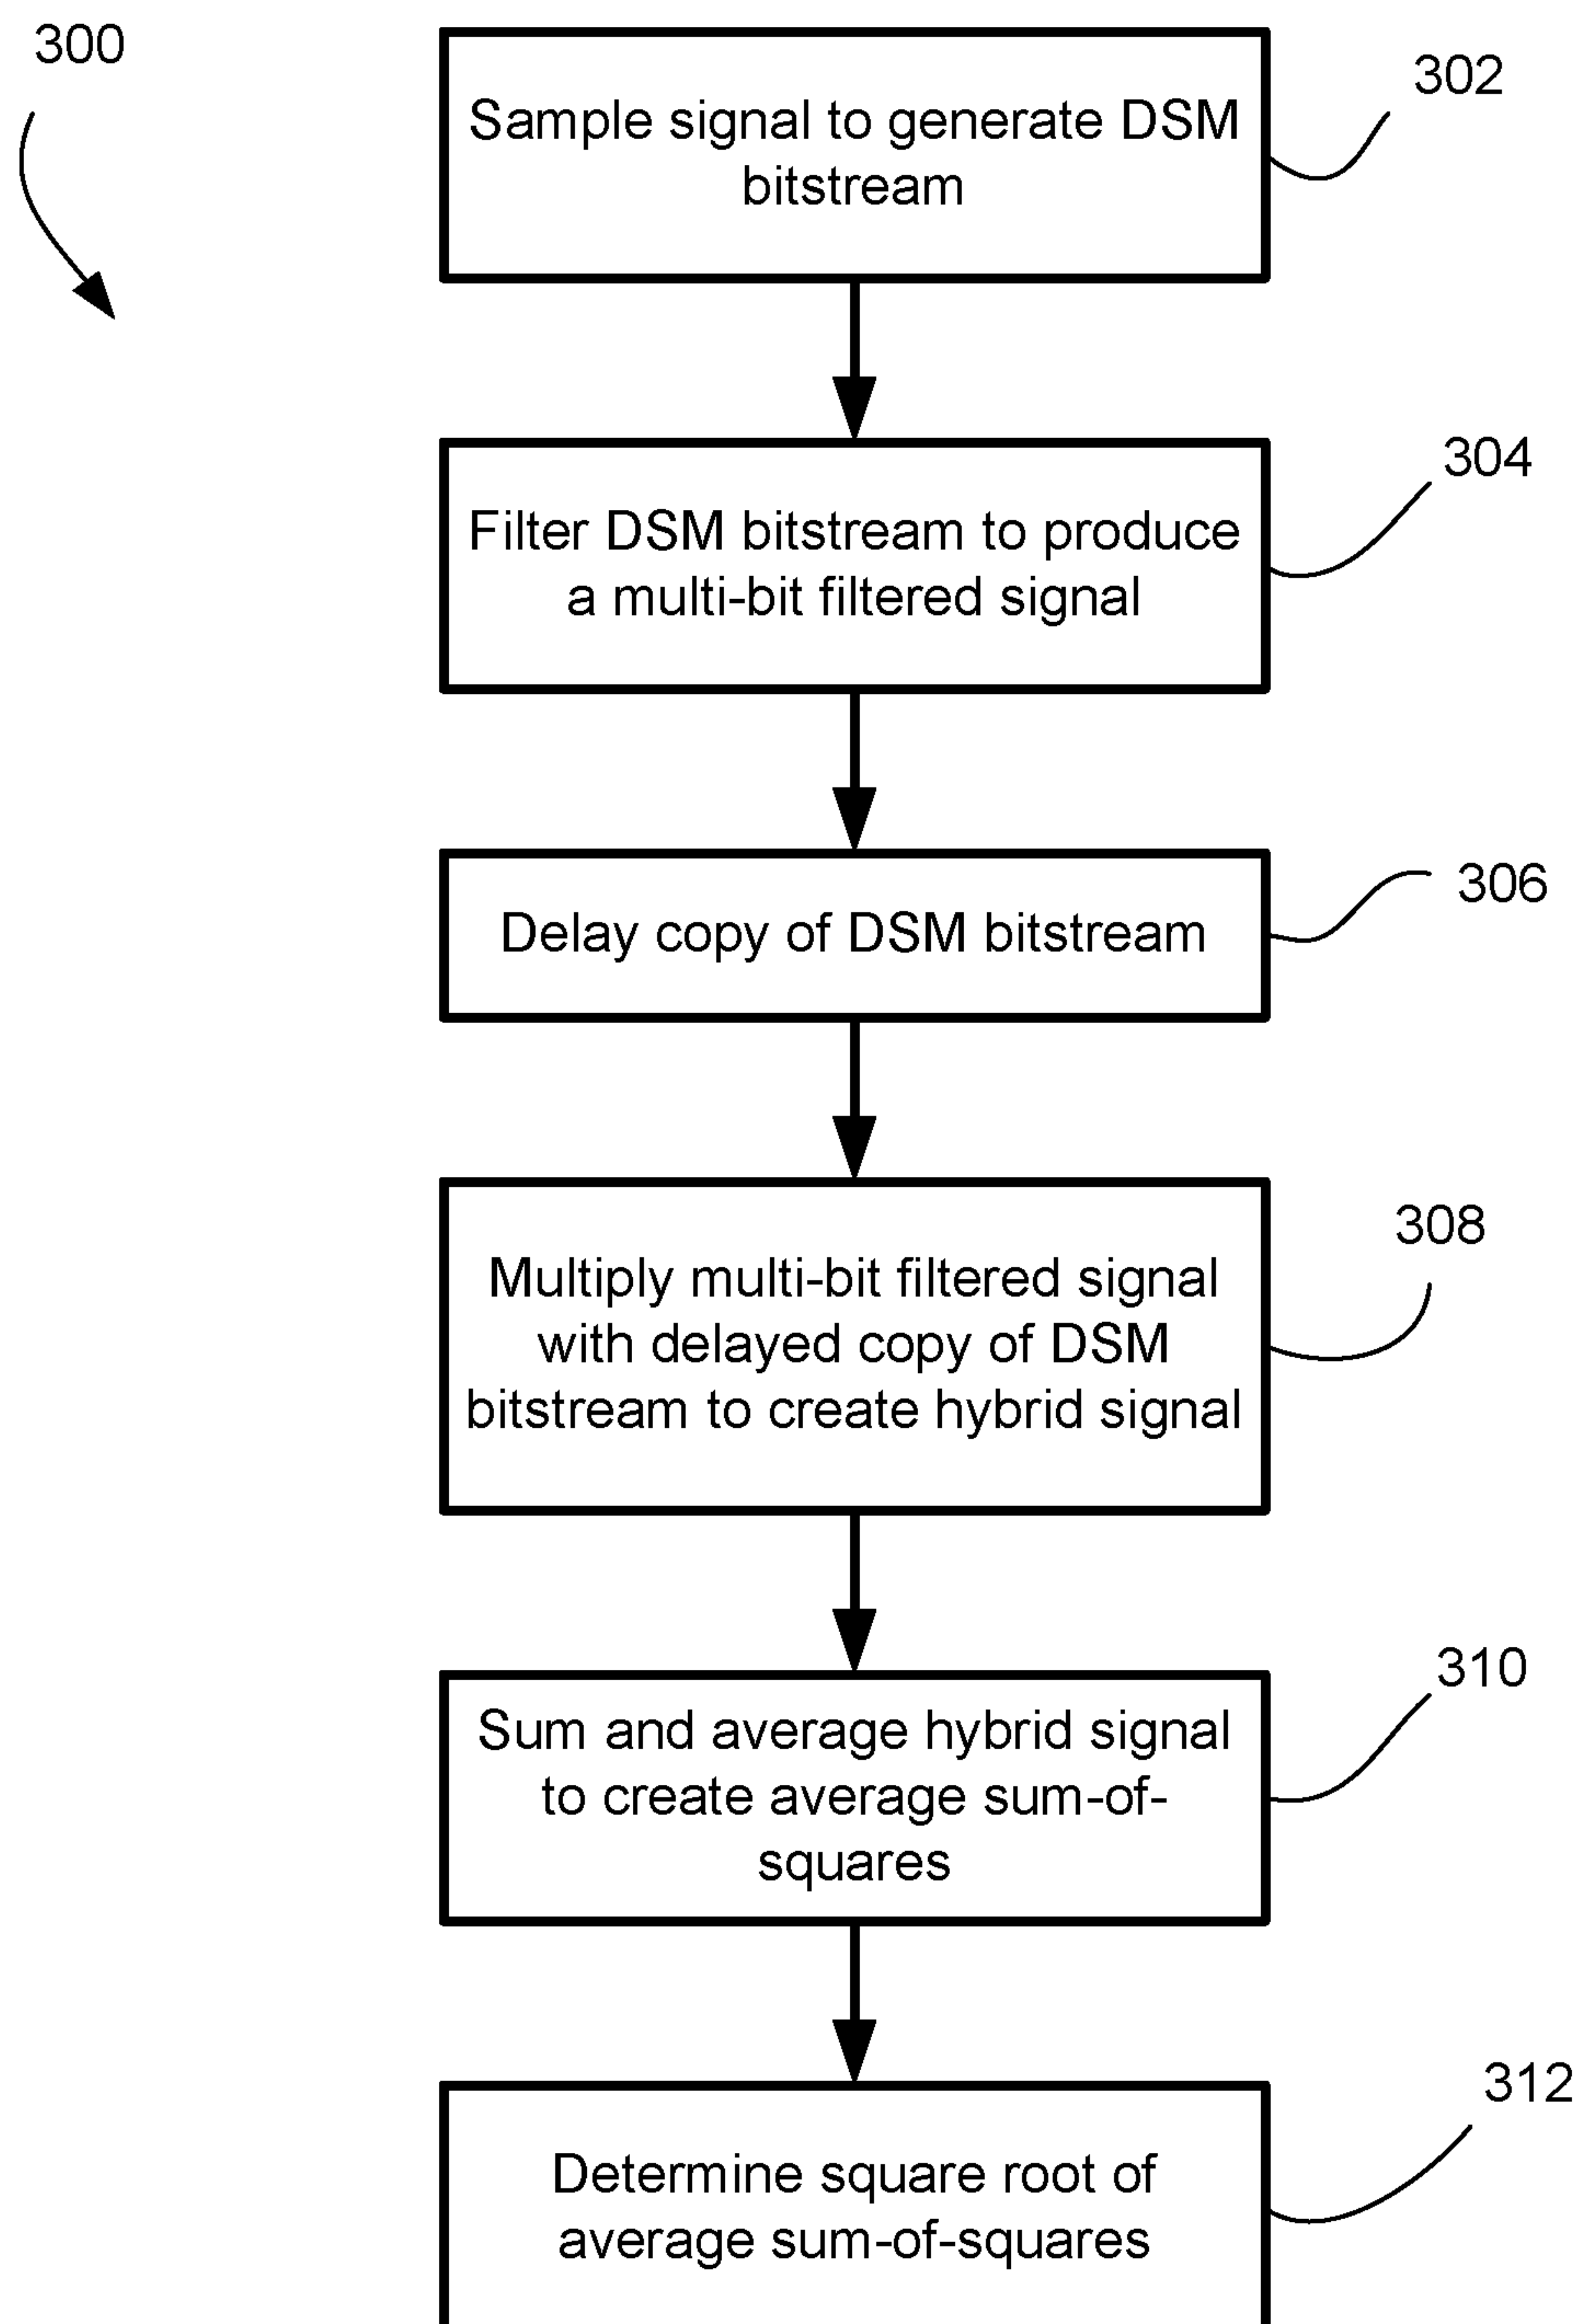 300
302
Sample signal to generate DSM
bitstream
304
Filter DSM bitstream to produce
a multi-bit filtered signal
306
Delay copy of DSM bitstream
308
Multiply multi-bit filtered signal
with delayed copy of DSM
bitstream to create hybrid signal
310
Sum and average hybrid signal
to create average sum-of-
squares
312
Determine square root of
average sum-of-squares